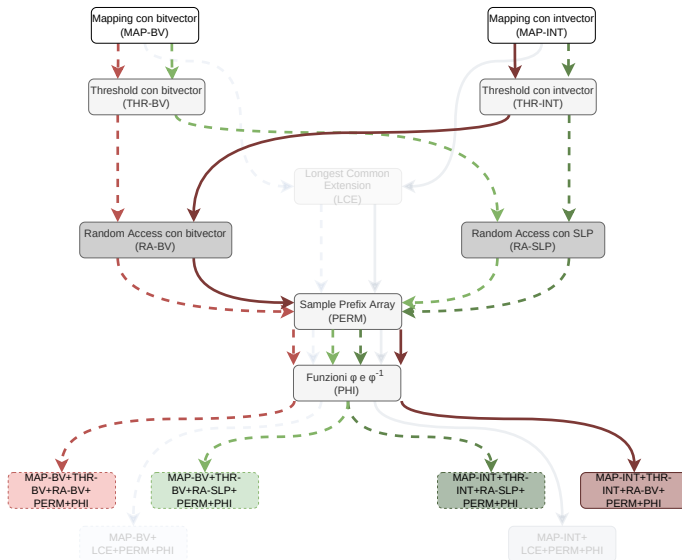 Mapping con bitvector
(MAP-BV)
Mapping con intvector
(MAP-INT)
Threshold con bitvector
(THR-BV)
Threshold con intvector
(THR-INT)
Longest Common
Extension
(LCE)
Random Access con bitvector
(RA-BV)
Random Access con SLP
(RA-SLP)
Sample Prefix Array
(PERM)
Funzioni φ e φ⁻¹
(PHI)
MAP-BV+THR-
BV+RA-BV+
PERM+PHI
MAP-BV+THR-
BV+RA-SLP+
PERM+PHI
MAP-INT+THR-
INT+RA-SLP+
PERM+PHI
MAP-INT+THR-
INT+RA-BV+
PERM+PHI
MAP-BV+
LCE+PERM+PHI
MAP-INT+
LCE+PERM+PHI